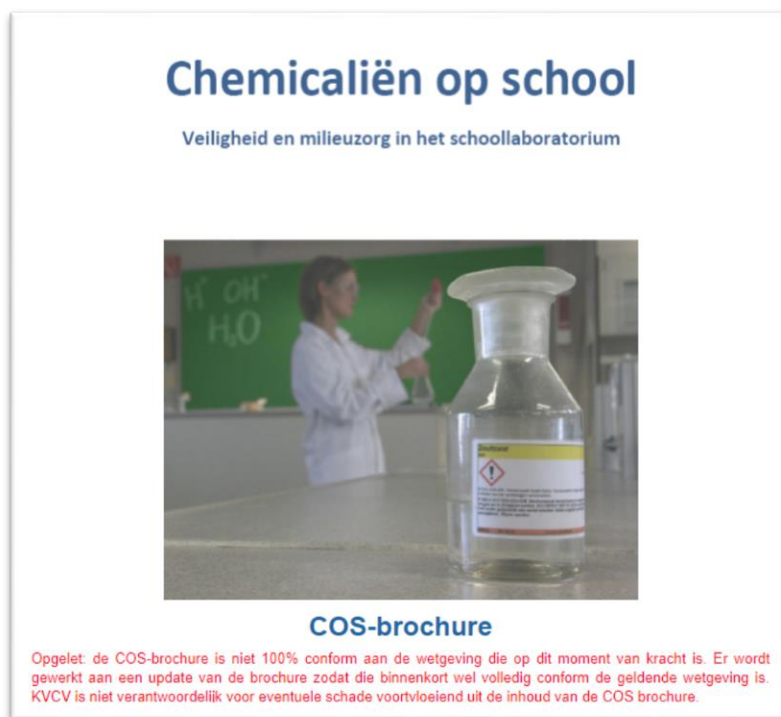 Chemicaliën op school
Veiligheid en milieuzorg in het schoollaboratorium
H⁺ OH⁻
H₂O
Zoutzuur
COS-brochure
Opgelet: de COS-brochure is niet 100% conform aan de wetgeving die op dit moment van kracht is. Er wordt
gewerkt aan een update van de brochure zodat die binnenkort wel volledig conform de geldende wetgeving is.
KVCV is niet verantwoordelijk voor eventuele schade voortvloeiend uit de inhoud van de COS brochure.